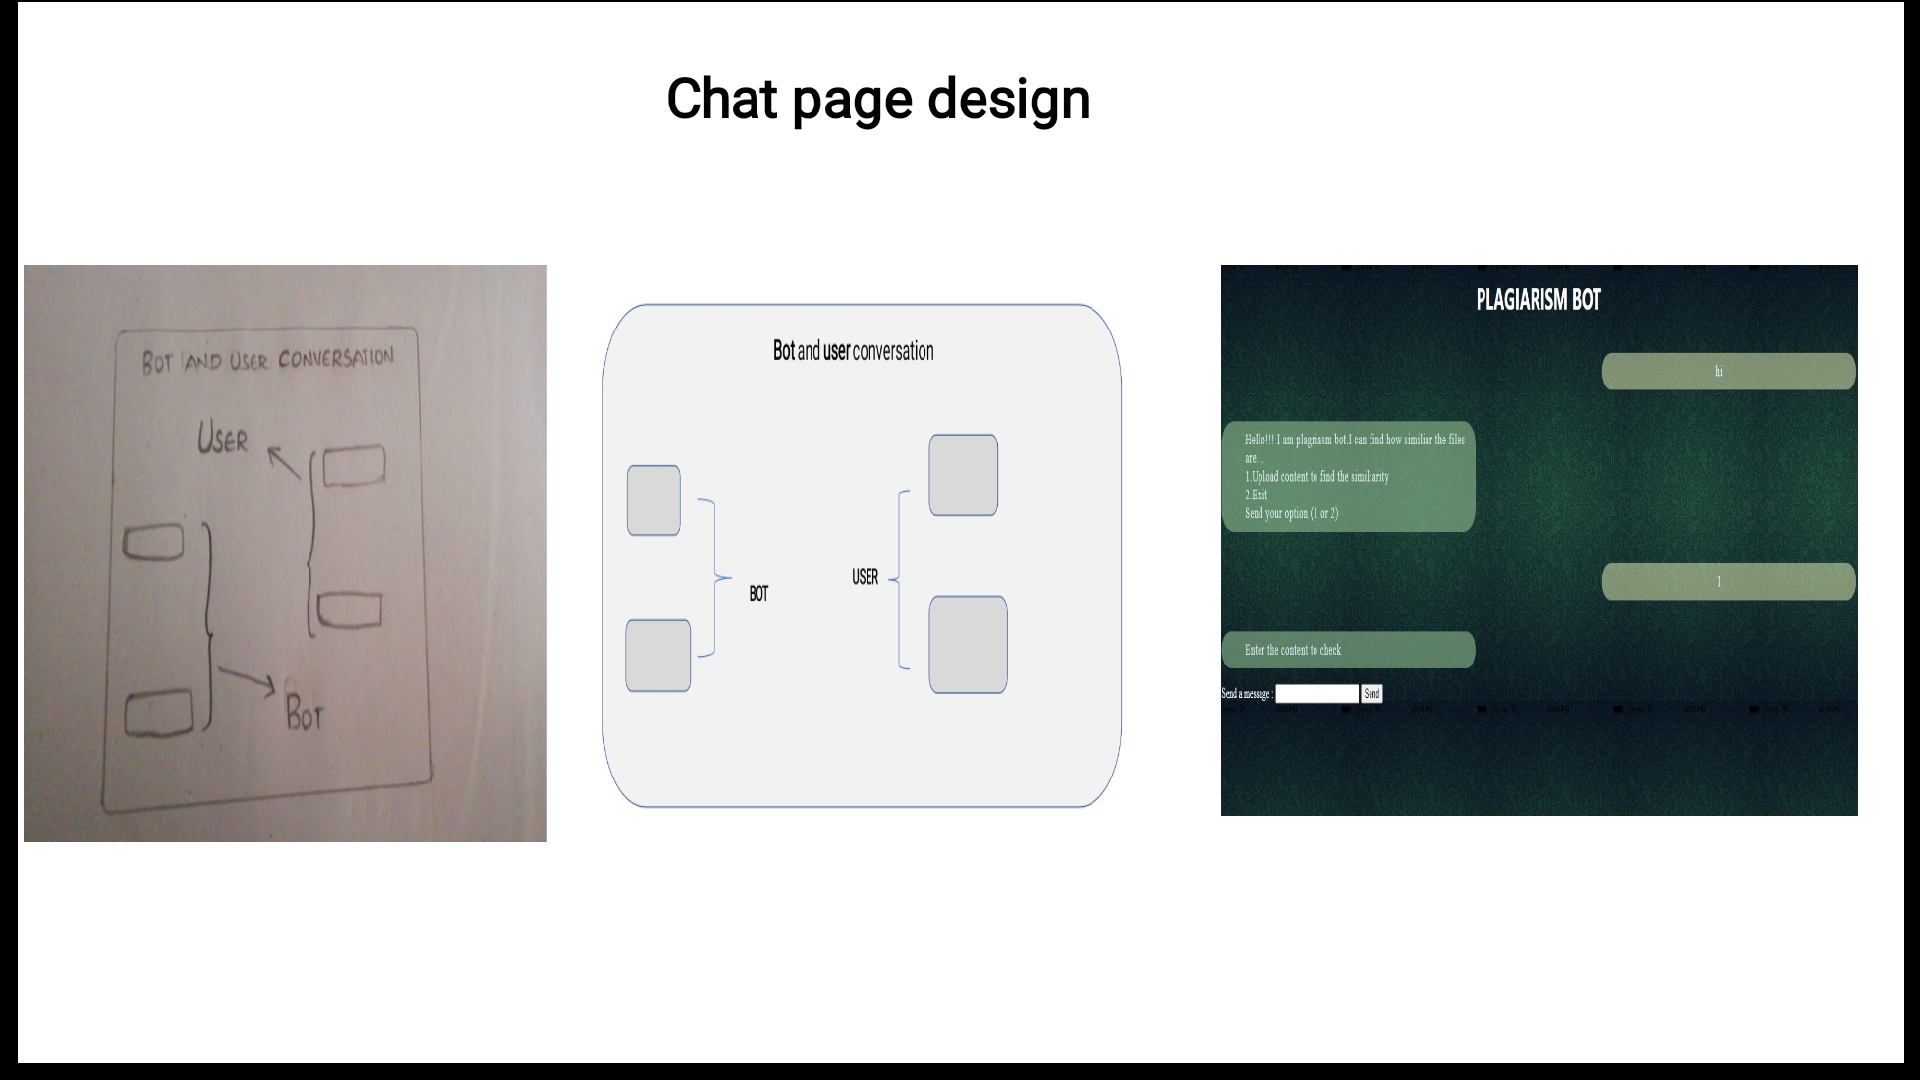 Chat page design
BOT AND USER CONVERSATION
USER
BOT
Bot and user conversation
BOT
USER
PLAGIARISM BOT
hi
Hello!!! I am plagriasm bot.I can find how similiar the files
are. .
1.Upload content to find the similarity
2.Exit
Send your option (1 or 2)
1
Enter the content to check
Send a message :
Send